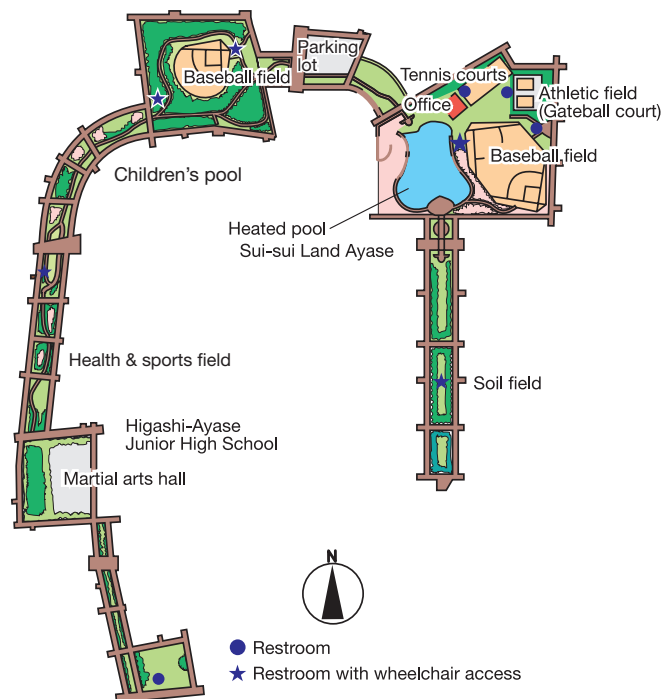 Parking
lot
Baseball field
Tennis courts
Athletic field
(Gateball court)
Office
Baseball field
Children's pool
Heated pool
Sui-sui Land Ayase
Health & sports field
Soil field
Higashi-Ayase
Junior High School
Martial arts hall
N
Restroom
Restroom with wheelchair access